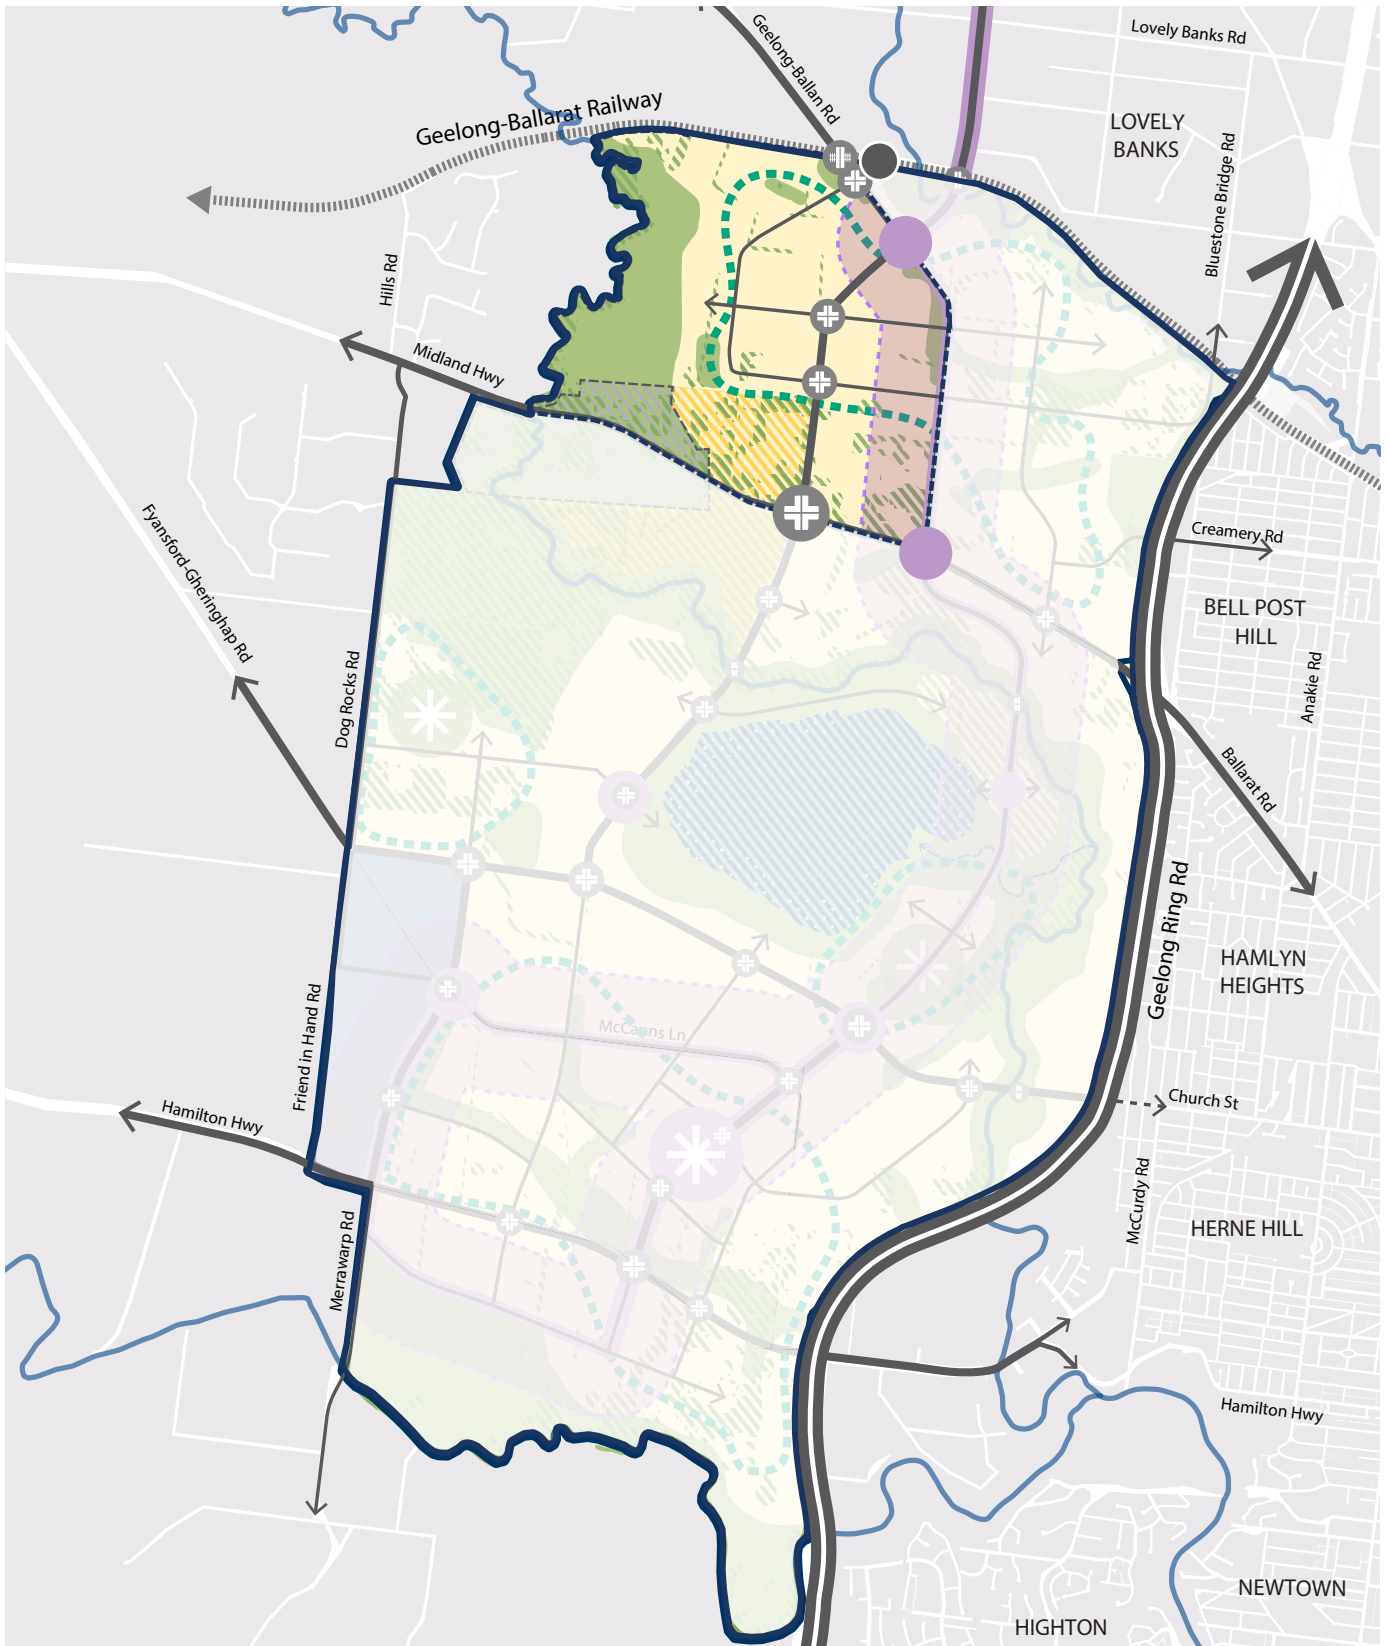 Lovely Banks Rd
Geelong-Ballan Rd
Geelong-Ballarat Railway
LOVELY
BANKS
Bluestone Bridge Rd
Hills Rd
Midland Hwy
Fyansford-Gheringhap Rd
Creamery Rd
BELL POST
HILL
Anakie Rd
Dog Rocks Rd
Ballarat Rd
Geelong Ring Rd
HAMLYN
HEIGHTS
Friend in Hand Rd
McCanns Ln
Hamilton Hwy
Church St
McCurdy Rd
HERNE HILL
Merrawarp Rd
Hamilton Hwy
NEWTOWN
HIGHTON